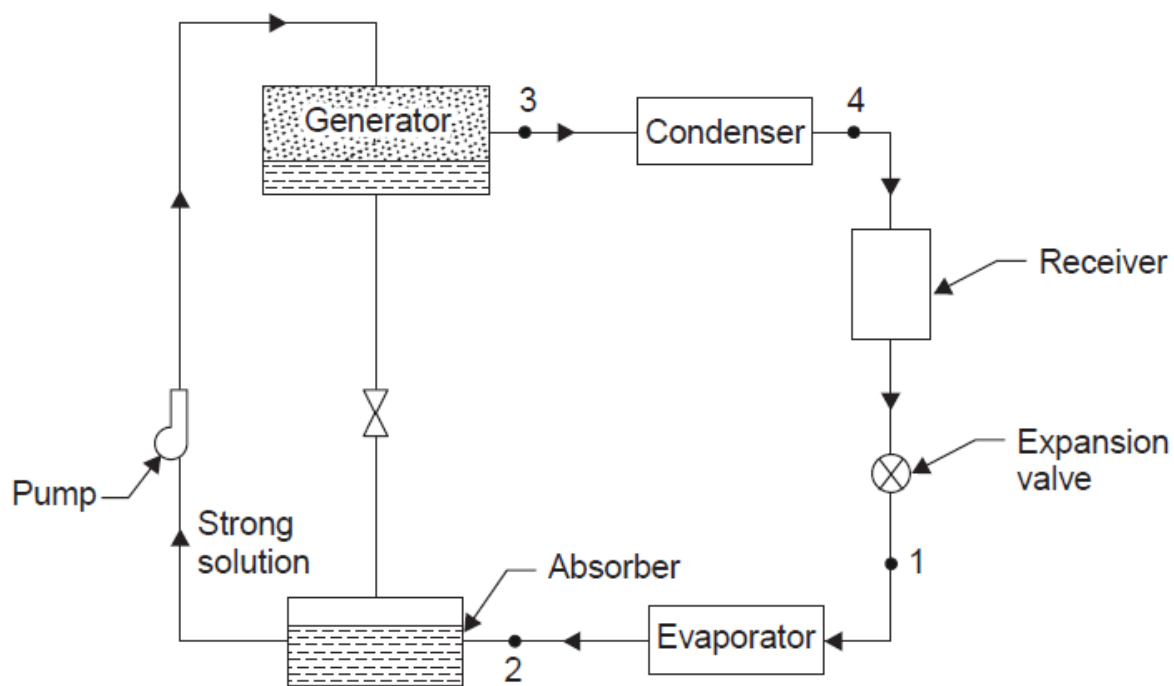 Generator
3
Condenser
4
Receiver
Expansion
valve
Pump
Strong
solution
Absorber
1
Evaporator
2